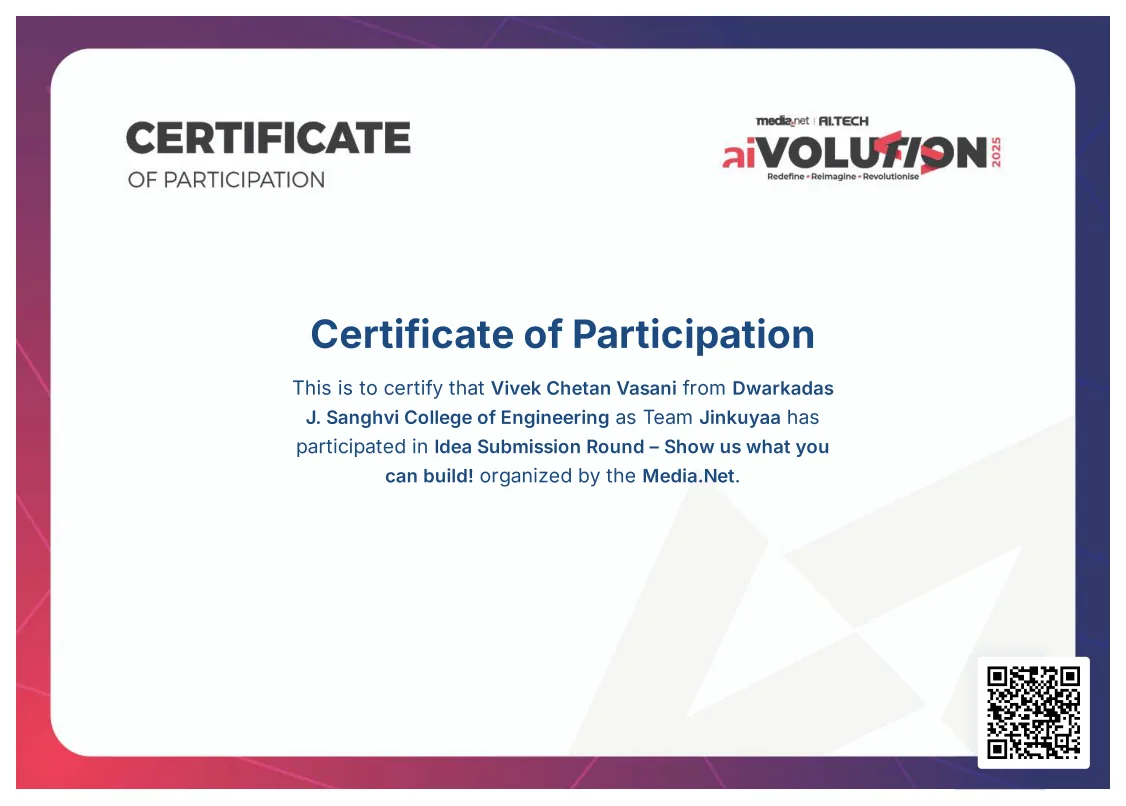 CERTIFICATE
OF PARTICIPATION
media.net | AI.TECH
aiVOLUTION 2025
Redefine • Reimagine • Revolutionise
Certificate of Participation
This is to certify that Vivek Chetan Vasani from Dwarkadas
J. Sanghvi College of Engineering as Team Jinkuyaa has
participated in Idea Submission Round – Show us what you
can build! organized by the Media.Net.